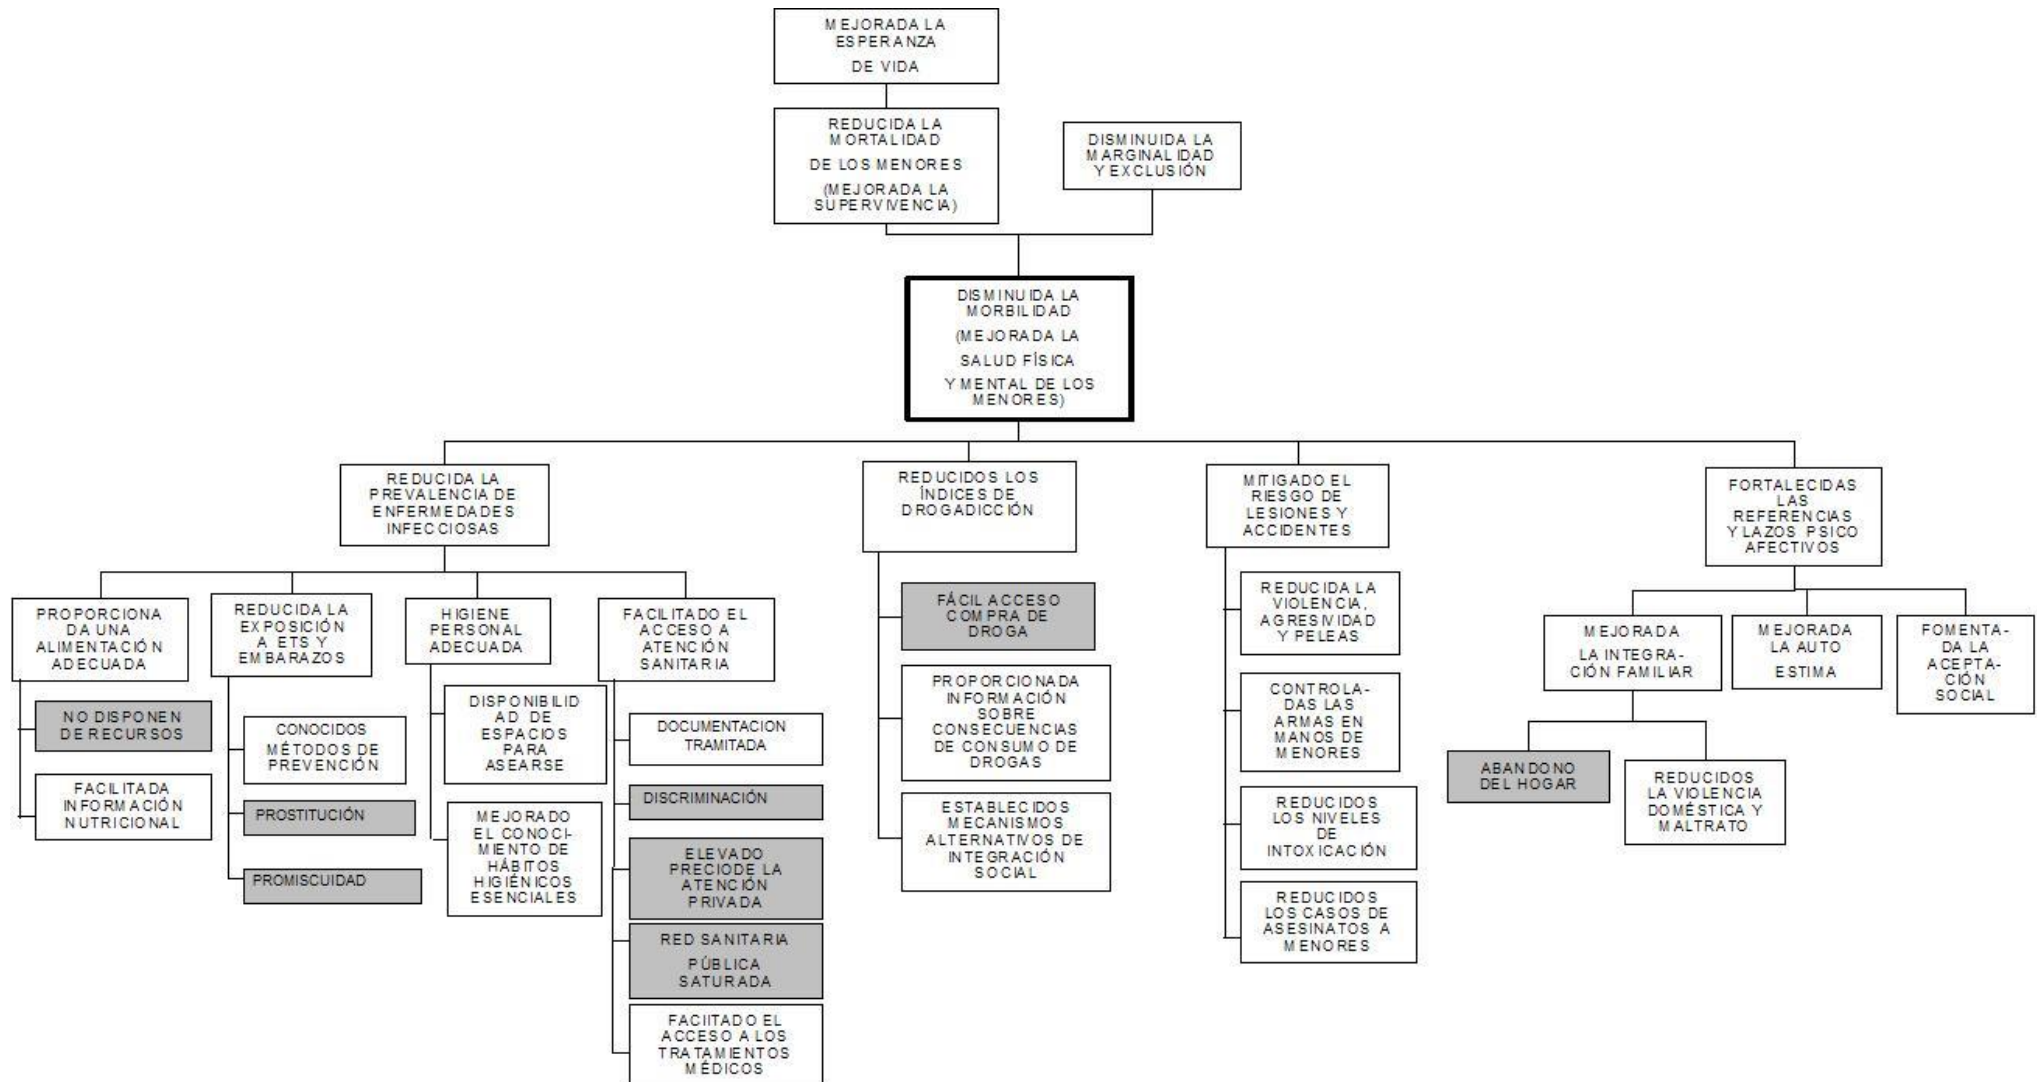 MEJORADA LA
ESPERANZA
DE VIDA
REDUCIDA LA
MORTALIDAD
DE LOS MENORES
(MEJORADA LA
SUPERVIVENCIA)
DISMINUIDA LA
MARGINALIDAD
Y EXCLUSIÓN
DISMINUIDA LA
MORBILIDAD
(MEJORADA LA
SALUD FÍSICA
Y MENTAL DE LOS
MENORES)
REDUCIDA LA
PREVALENCIA DE
ENFERMEDADES
INFECCIOSAS
REDUCIDOS LOS
ÍNDICES DE
DROGADICCIÓN
MITIGADO EL
RIESGO DE
LESIONES Y
ACCIDENTES
FORTALECIDAS
LAS
REFERENCIAS
Y LAZOS PSICO
AFECTIVOS
PROPORCIONA
DA UNA
ALIMENTACIÓN
ADECUADA
NO DISPONEN
DE RECURSOS
FACILITADA
INFORMACIÓN
NUTRICIONAL
REDUCIDA LA
EXPOSICIÓN
A ETS Y
EMBARAZOS
CONOCIDOS
MÉTODOS DE
PREVENCIÓN
PROSTITUCIÓN
PROMISCUIDAD
HIGIENE
PERSONAL
ADECUADA
DISPONIBILID
AD DE
ESPACIOS
PARA
ASEARSE
MEJORADO
EL CONOCI-
MIENTO DE
HÁBITOS
HIGIÉNICOS
ESENCIALES
FACILITADO EL
ACCESO A
ATENCIÓN
SANITARIA
DOCUMENTACION
TRAMITADA
DISCRIMINACIÓN
ELEVADO
PRECIODE LA
ATENCIÓN
PRIVADA
RED SANITARIA
PÚBLICA
SATURADA
FACIITADO EL
ACCESO A LOS
TRATAMIENTOS
MÉDICOS
FÁCIL ACCESO
COMPRA DE
DROGA
PROPORCIONADA
INFORMACIÓN
SOBRE
CONSECUENCIAS
DE CONSUMO DE
DROGAS
ESTABLECIDOS
MECANISMOS
ALTERNATIVOS DE
INTEGRACIÓN
SOCIAL
REDUCIDA LA
VIOLENCIA,
AGRESIVIDAD
Y PELEAS
CONTROLA-
DAS LAS
ARMAS EN
MANOS DE
MENORES
REDUCIDOS
LOS NIVELES
DE
INTOXICACIÓN
REDUCIDOS
LOS CASOS DE
ASESINATOS A
MENORES
MEJORADA
LA INTEGRA-
CIÓN FAMILIAR
ABANDONO
DEL HOGAR
REDUCIDOS
LA VIOLENCIA
DOMÉSTICA Y
MALTRATO
MEJORADA
LA AUTO
ESTIMA
FOMENTA-
DA LA
ACEPTA-
CIÓN
SOCIAL